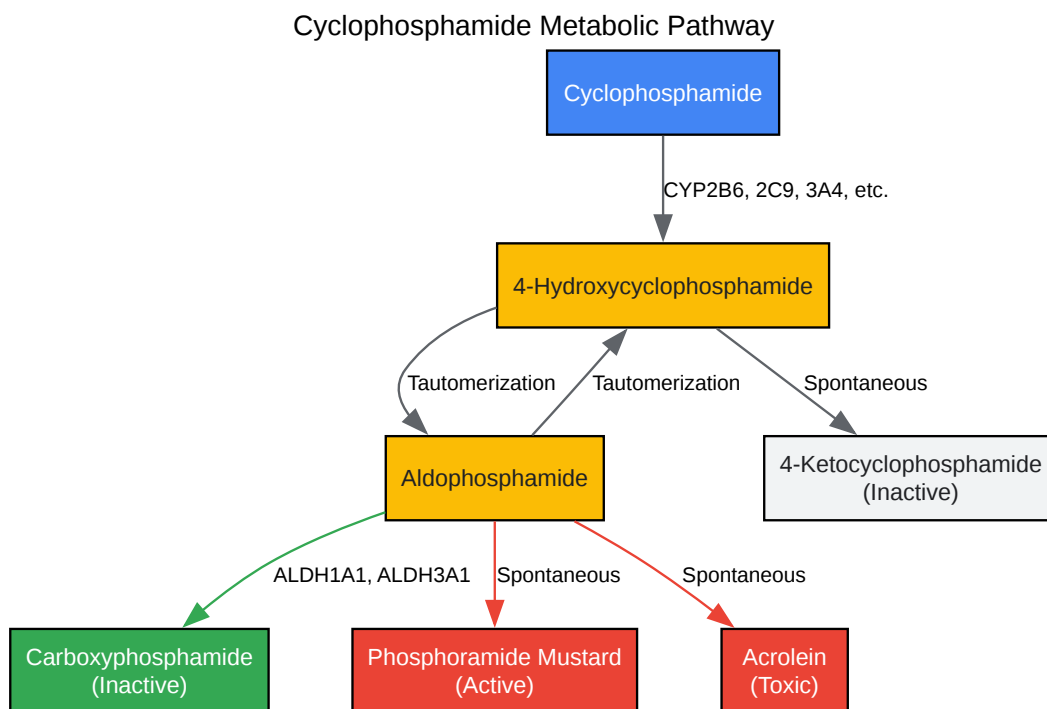 Cyclophosphamide Metabolic Pathway
Cyclophosphamide
CYP2B6, 2C9, 3A4, etc.
4-Hydroxycyclophosphamide
Tautomerization
Tautomerization
Spontaneous
Aldophosphamide
4-Ketocyclophosphamide
(Inactive)
ALDH1A1, ALDH3A1
Spontaneous
Spontaneous
Carboxyphosphamide
(Inactive)
Phosphoramide Mustard
(Active)
Acrolein
(Toxic)